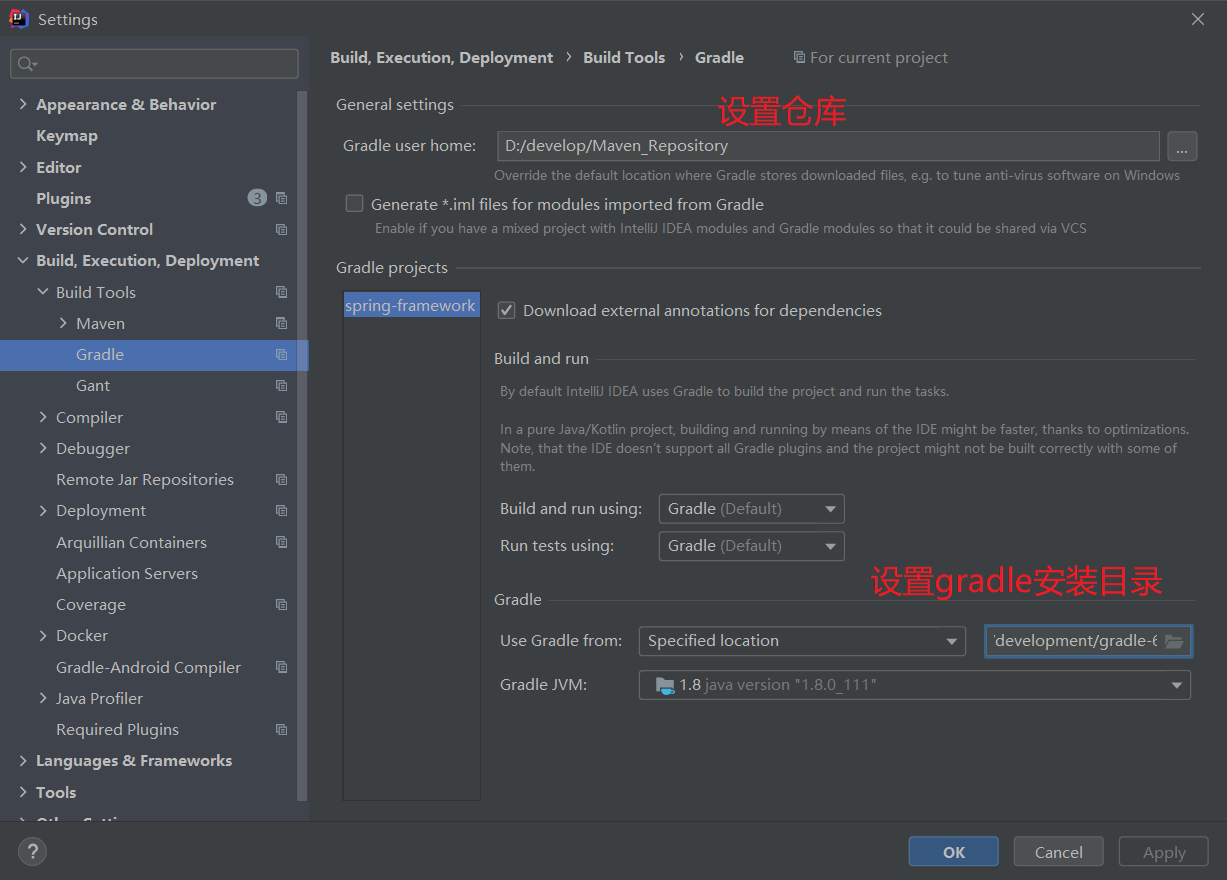 Settings
Build, Execution, Deployment › Build Tools › Gradle For current project
Appearance & Behavior
Keymap
Editor
Plugins 3
Version Control
Build, Execution, Deployment
Build Tools
Maven
Gradle
Gant
Compiler
Debugger
Remote Jar Repositories
Deployment
Arquillian Containers
Application Servers
Coverage
Docker
Gradle-Android Compiler
Java Profiler
Required Plugins
Languages & Frameworks
Tools
General settings
设置仓库
Gradle user home: D:/develop/Maven_Repository ...
Override the default location where Gradle stores downloaded files, e.g. to tune anti-virus software on Windows
Generate *.iml files for modules imported from Gradle
Enable if you have a mixed project with IntelliJ IDEA modules and Gradle modules so that it could be shared via VCS
Gradle projects
spring-framework
Download external annotations for dependencies
Build and run
By default IntelliJ IDEA uses Gradle to build the project and run the tasks.
In a pure Java/Kotlin project, building and running by means of the IDE might be faster, thanks to optimizations.
Note, that the IDE doesn't support all Gradle plugins and the project might not be built correctly with some of
them.
Build and run using: Gradle (Default)
Run tests using: Gradle (Default)
设置gradle安装目录
Gradle
Use Gradle from: Specified location development/gradle-6
Gradle JVM: 1.8 java version "1.8.0_111"
? OK Cancel Apply